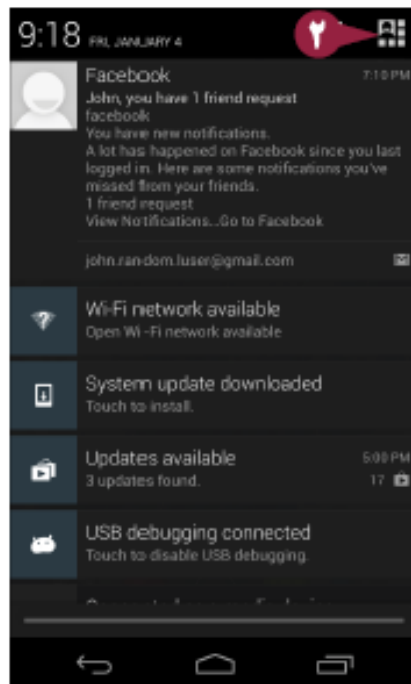 9:18 FRI, JANUARY 4
Facebook 7:10 PM
John, you have 1 friend request
facebook
You have new notifications.
A lot has happened on Facebook since you last
logged in. Here are some notifications you've
missed from your friends.
1 friend request
View Notifications...Go to Facebook
john.random.luser@gmail.com
Wi-Fi network available
Open Wi-Fi network available
System update downloaded
Touch to install.
Updates available 5:00 PM
3 updates found. 17
USB debugging connected
Touch to disable USB debugging.